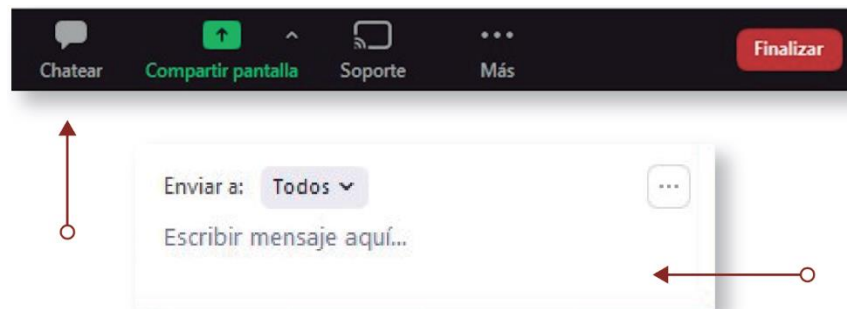 Chatear Compartir pantalla Soporte Más Finalizar
Enviar a: Todos
Escribir mensaje aquí...